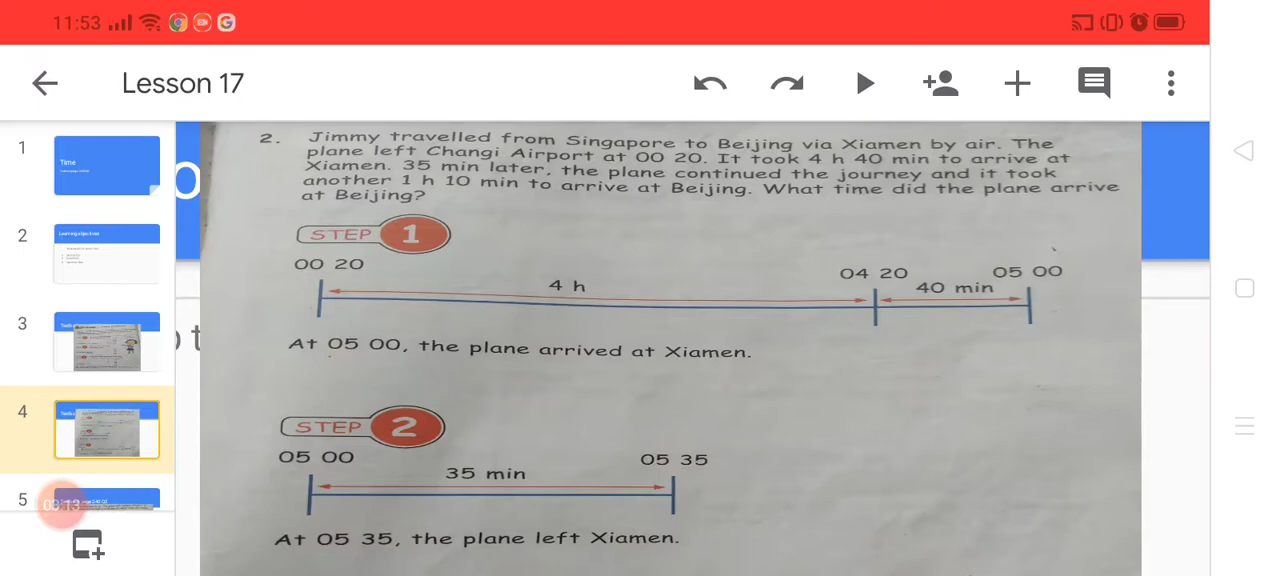 11:53
Lesson 17
1
Time
2
Learning objectives
3
4
5
03:13
2. Jimmy travelled from Singapore to Beijing via Xiamen by air. The
plane left Changi Airport at 00 20. It took 4 h 40 min to arrive at
Xiamen. 35 min later, the plane continued the journey and it took
another 1 h 10 min to arrive at Beijing. What time did the plane arrive
at Beijing?
STEP 1
00 20 04 20 05 00
4 h 40 min
At 05 00, the plane arrived at Xiamen.
STEP 2
05 00 05 35
35 min
At 05 35, the plane left Xiamen.